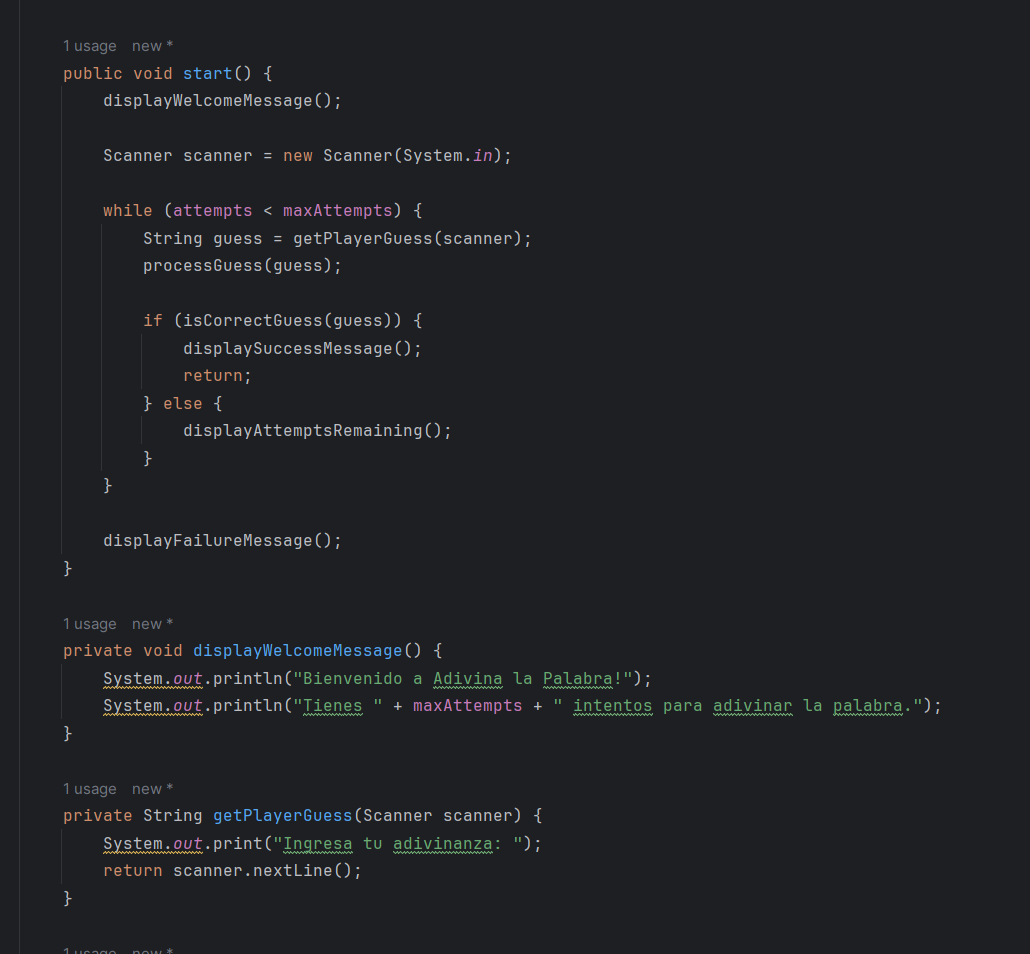 1 usage   new *
public void start() {
    displayWelcomeMessage();

    Scanner scanner = new Scanner(System.in);

    while (attempts < maxAttempts) {
        String guess = getPlayerGuess(scanner);
        processGuess(guess);

        if (isCorrectGuess(guess)) {
            displaySuccessMessage();
            return;
        } else {
            displayAttemptsRemaining();
        }
    }

    displayFailureMessage();
}

1 usage   new *
private void displayWelcomeMessage() {
    System.out.println("Bienvenido a Adivina la Palabra!");
    System.out.println("Tienes " + maxAttempts + " intentos para adivinar la palabra.");
}

1 usage   new *
private String getPlayerGuess(Scanner scanner) {
    System.out.print("Ingresa tu adivinanza: ");
    return scanner.nextLine();
}

1 usage   new *